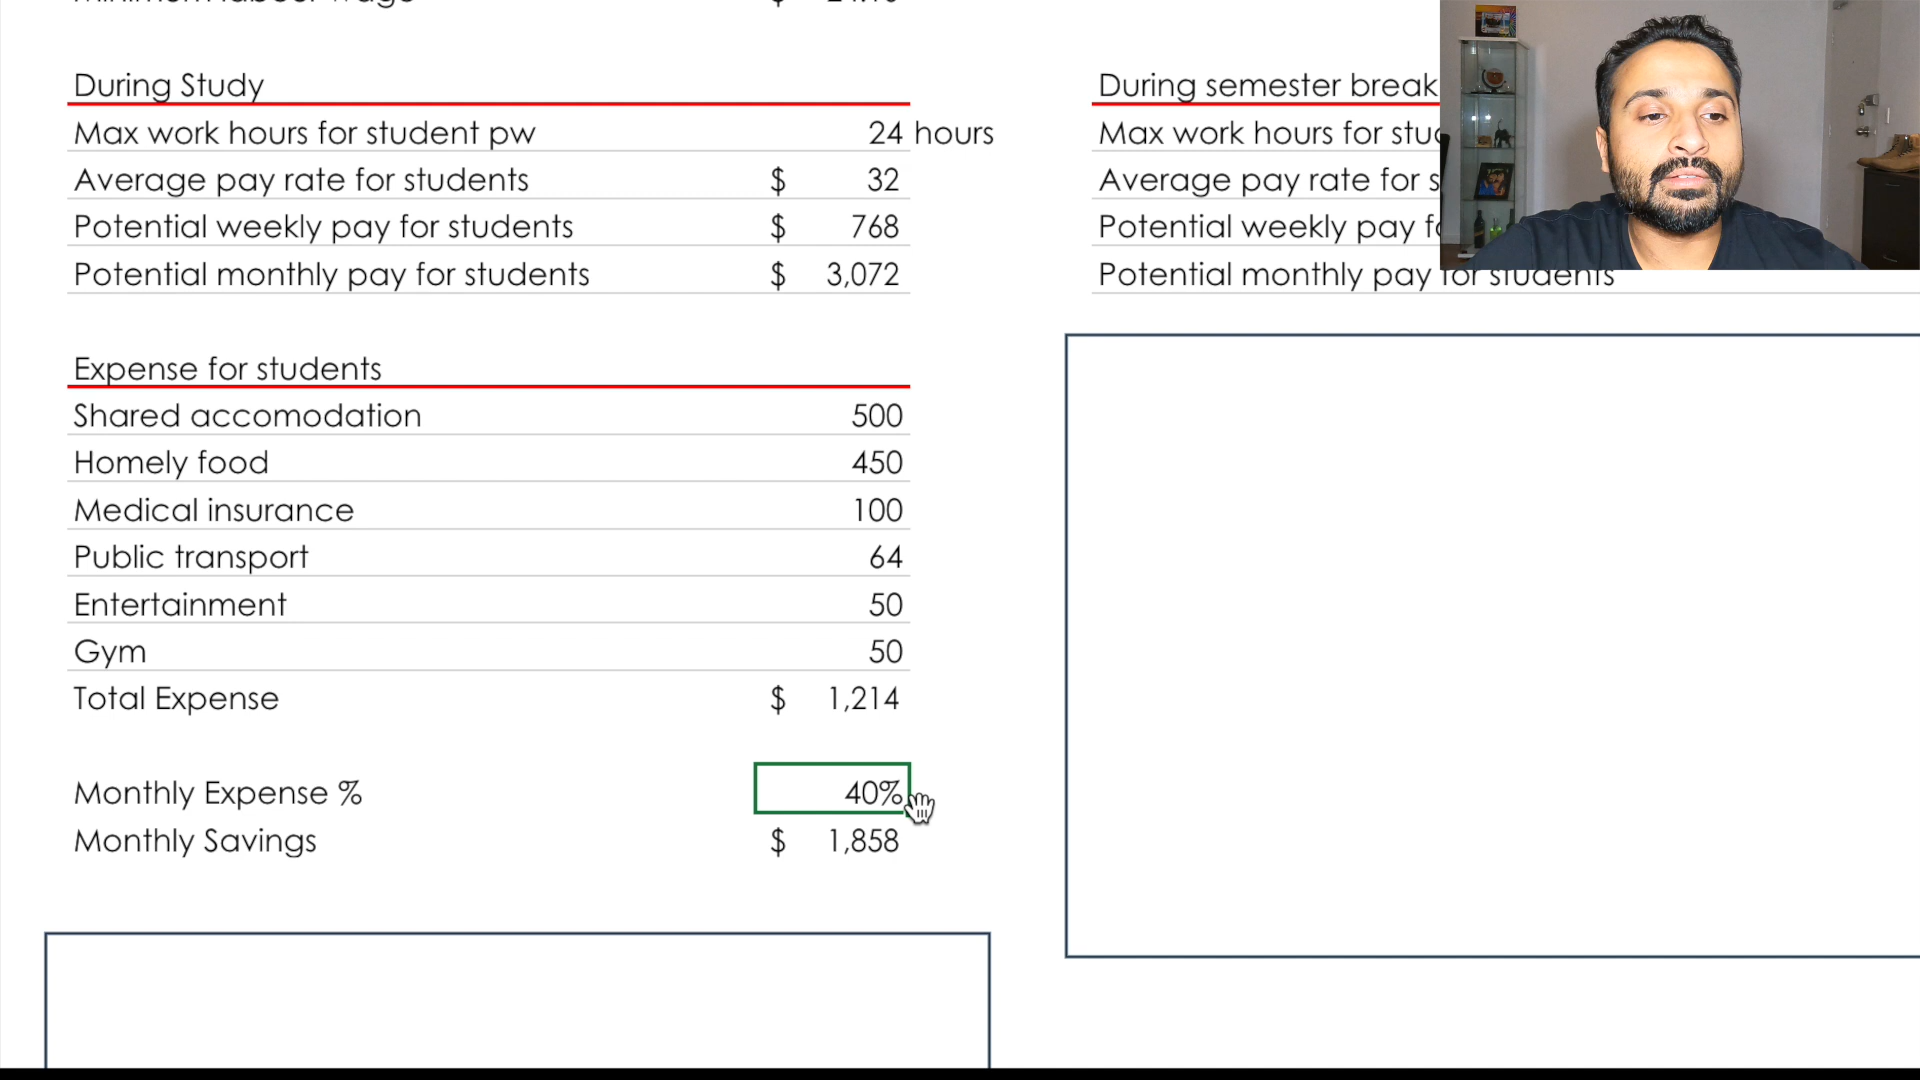 During Study
Max work hours for student pw 24 hours
Average pay rate for students $ 32
Potential weekly pay for students $ 768
Potential monthly pay for students $ 3,072
Expense for students
Shared accomodation 500
Homely food 450
Medical insurance 100
Public transport 64
Entertainment 50
Gym 50
Total Expense $ 1,214
Monthly Expense % 40%
Monthly Savings $ 1,858
During semester break
Max work hours for
Average pay rate for
Potential weekly pay
Potential monthly pay for students